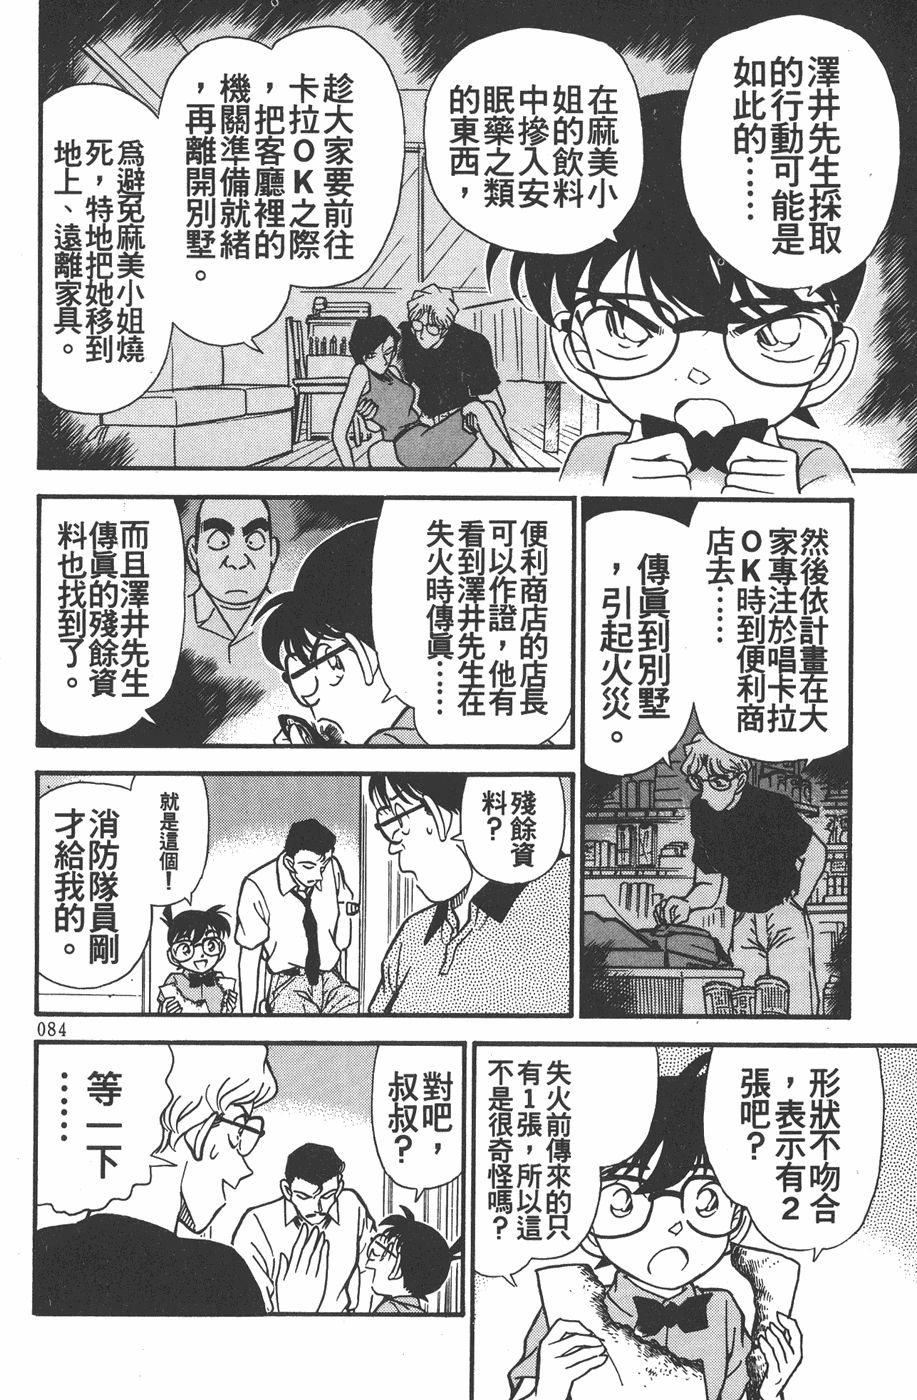 澤井先生採取
的行動可能是
如此的……
在麻美小
姐的飲料
中摻入安
眠藥之類
的東西，
趁大家要前往
卡拉OK之際
，把客廳裡的
機關準備就緒
，再離開別墅。
為避免麻美小姐燒
死，特地把她移到
地上、遠離家具。
然後依計畫在大
家專注於唱卡拉
OK時到便利商
店去……
傳眞到別墅
，引起火災。
便利商店的店長
可以作證，他有
看到澤井先生在
失火時傳眞……
而且澤井先生
傳眞的殘餘資
料也找到了。
殘餘資
料？
就是這個！
消防隊員剛
才給我的。
084
形狀不吻合
，表示有2
張吧？
失火前傳來的只
有1張，所以這
不是很奇怪嗎？
對吧，
叔叔？
等一下
……